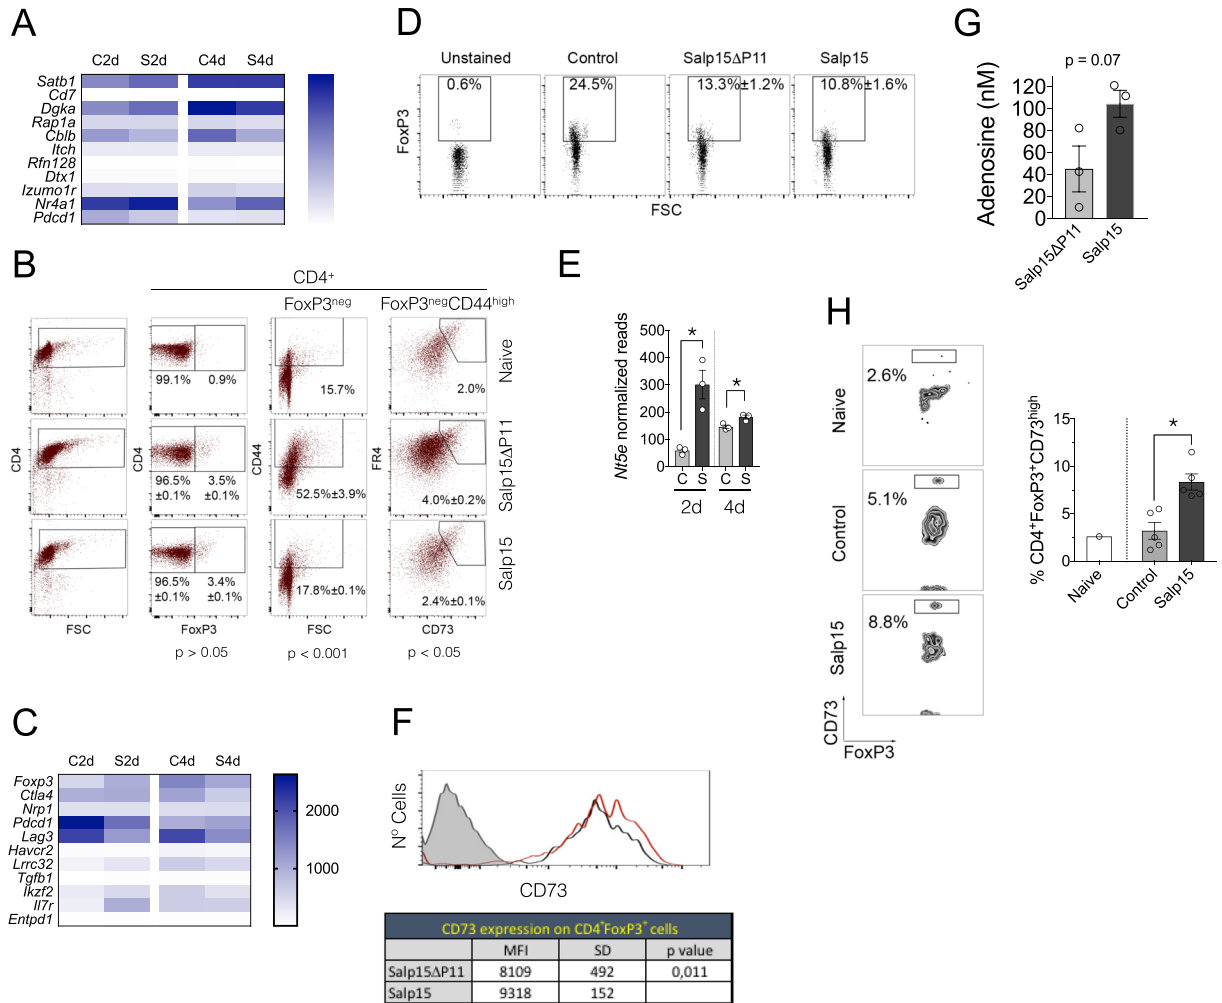 A
C2d S2d C4d S4d
Satb1
Cd7
Dgka
Rap1a
Cblb
Itch
Rfn128
Dtx1
Izumo1r
Nr4a1
Pdcd1
B
CD4+
FoxP3neg FoxP3negCD44high
99.1% 0.9% 15.7% 2.0% Naive
CD4 CD4 CD44 FR4
96.5% ±0.1% 3.5% ±0.1% 52.5%±3.9% 4.0%±0.2% Salp15ΔP11
96.5% ±0.1% 3.4% ±0.1% 17.8%±0.1% 2.4%±0.1% Salp15
FSC FoxP3 FSC CD73
p > 0.05 p < 0.001 p < 0.05
C
C2d S2d C4d S4d
Foxp3
Ctla4
Nrp1
Pdcd1
Lag3
Havcr2
Lrrc32
Tgfb1
Ikzf2
Il7r
Entpd1
2000
1000
D
Unstained Control Salp15ΔP11 Salp15
0.6% 24.5% 13.3%±1.2% 10.8%±1.6%
FoxP3
FSC
E
Nt5e normalized reads
500
400
300
200
100
0
* *
C S C S
2d 4d
F
Nº Cells
CD73
CD73 expression on CD4+FoxP3+ cells
MFI SD p value
Salp15ΔP11 8109 492 0,011
Salp15 9318 152
G
p = 0.07
Adenosine (nM)
120
100
80
60
40
20
0
Salp15ΔP11 Salp15
H
Naive 2.6%
Control 5.1%
Salp15 8.8%
CD73
FoxP3
% CD4+FoxP3+CD73high
15
10
5
0
*
Naive Control Salp15